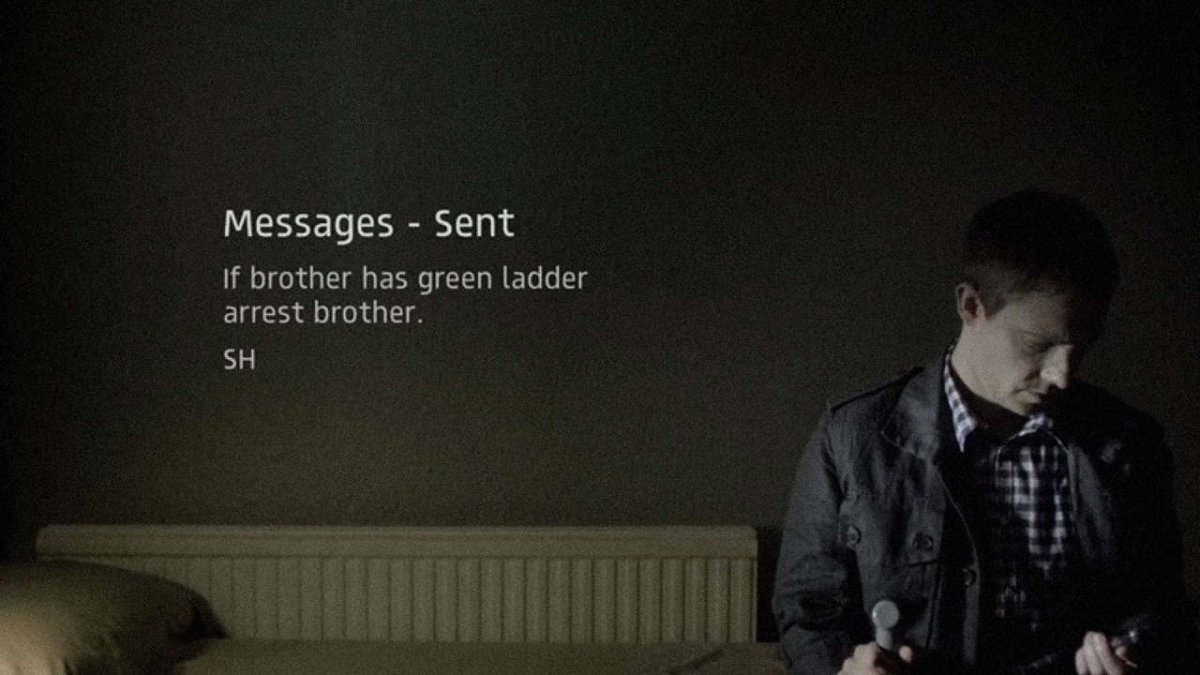 Messages - Sent
If brother has green ladder
arrest brother.
SH